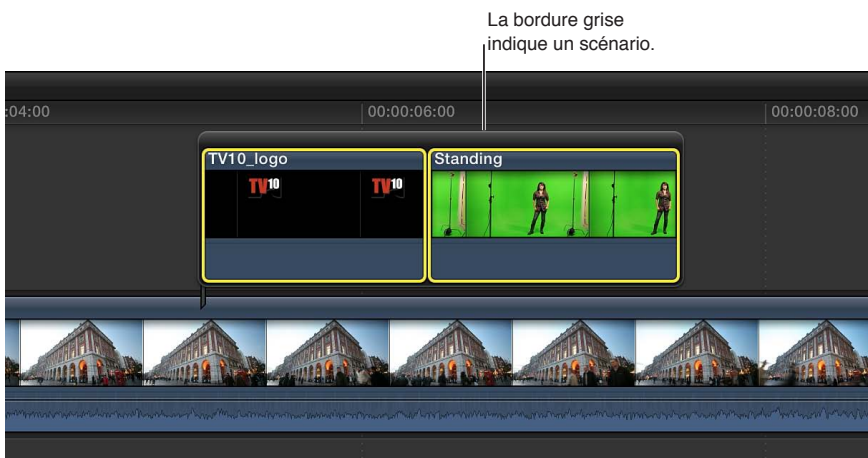 La bordure grise
indique un scénario.
:04:00
00:00:06:00
00:00:08:00
TV10_logo
Standing
TV10
TV10